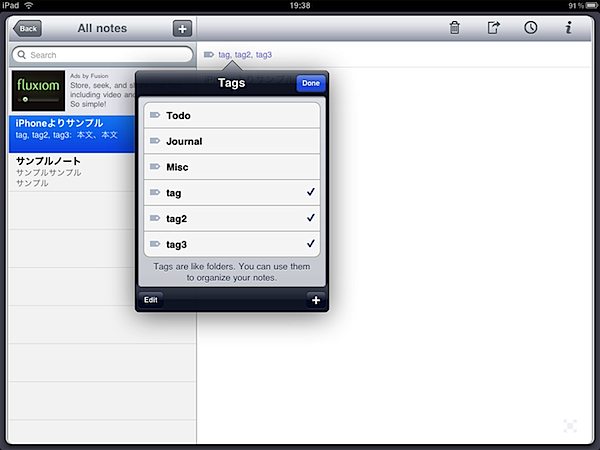 iPad
19:38
91 %
Back
All notes
+
Search
tag, tag2, tag3
fluxiom
Ads by Fusion
Store, seek, and sh
including video and
So simple!
iPhoneよりサンプル
tag, tag2, tag3: 本文、本文
サンプルノート
サンプルサンプル
サンプル
Tags
Done
Todo
Journal
Misc
tag
tag2
tag3
Tags are like folders. You can use them
to organize your notes.
Edit
+